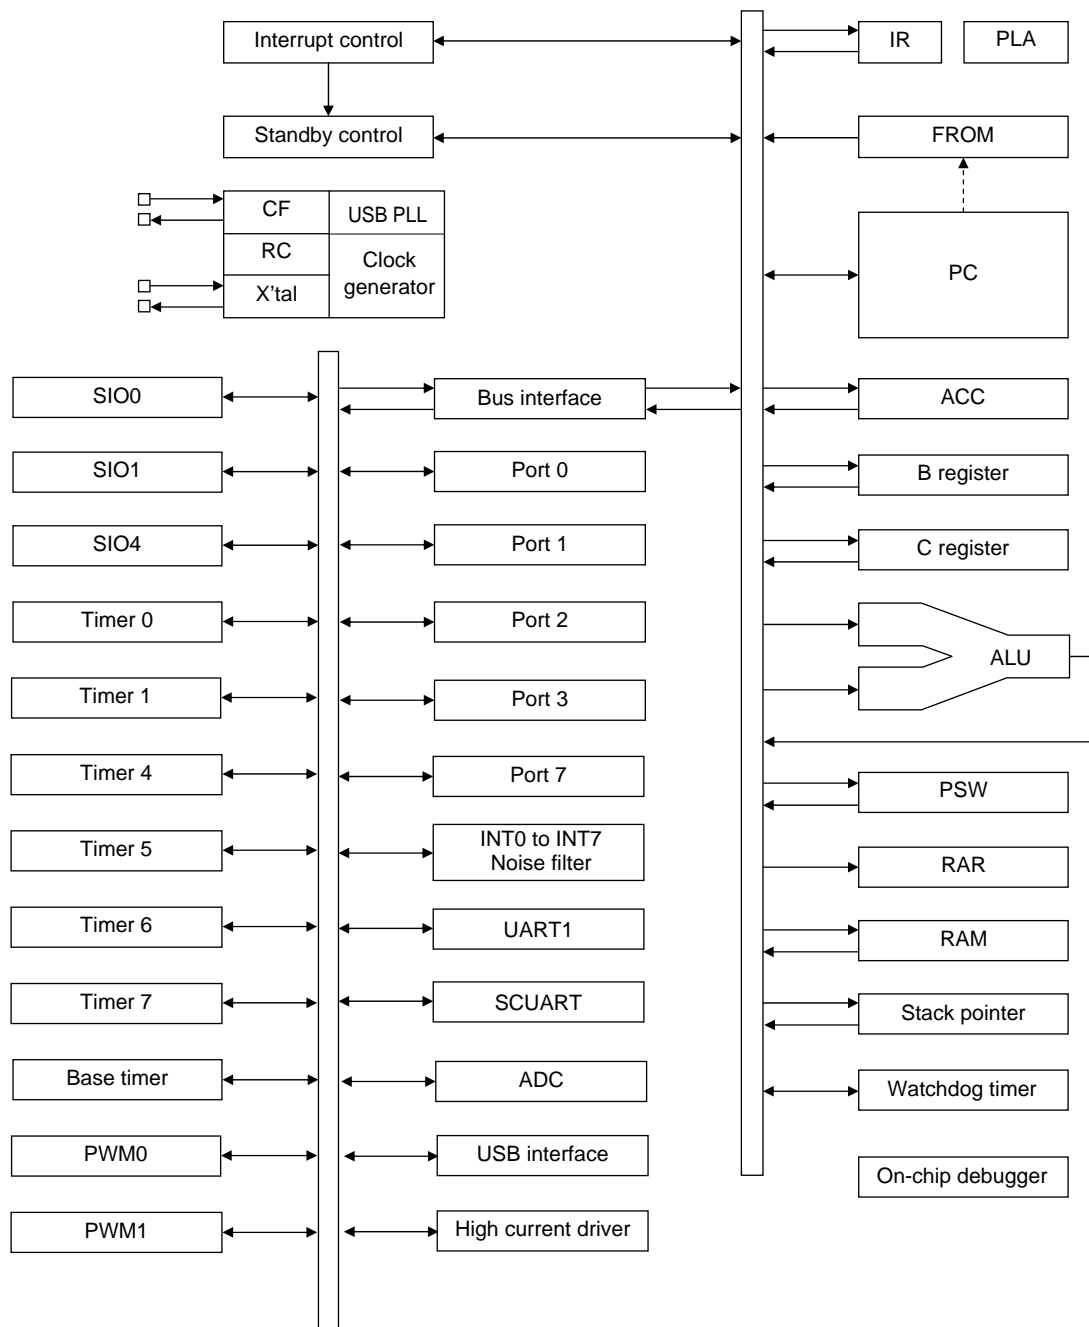 Interrupt control
IR
PLA
Standby control
FROM
CF
USB PLL
RC
Clock
generator
X'tal
PC
SIO0
Bus interface
ACC
SIO1
Port 0
B register
SIO4
Port 1
C register
Timer 0
Port 2
ALU
Timer 1
Port 3
Timer 4
Port 7
PSW
Timer 5
INT0 to INT7
Noise filter
RAR
Timer 6
UART1
RAM
Timer 7
SCUART
Stack pointer
Base timer
ADC
Watchdog timer
PWM0
USB interface
On-chip debugger
PWM1
High current driver